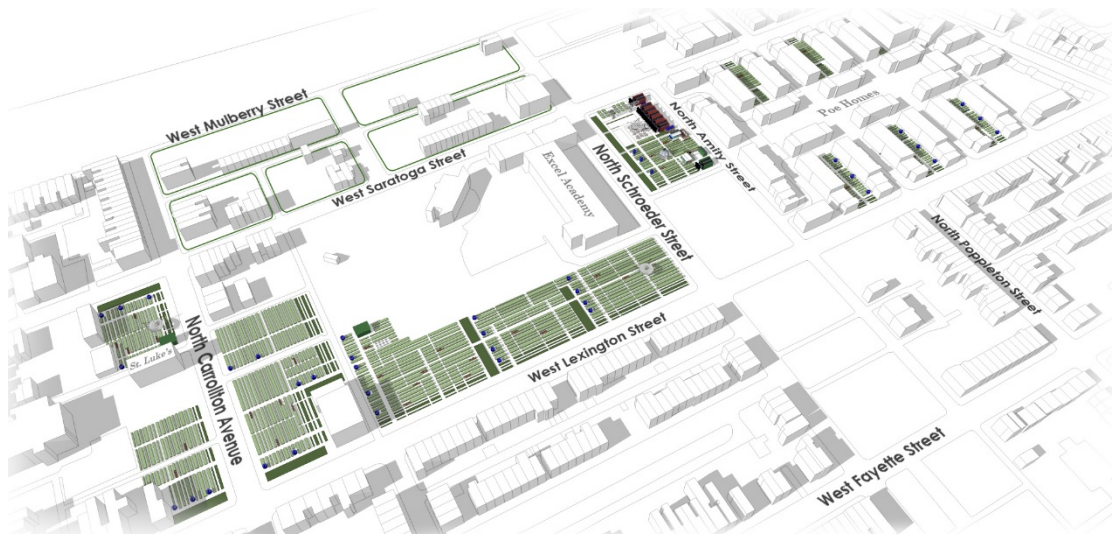 West Mulberry Street
North Amity Street
Poe Homes
West Saratoga Street
Excel Academy
North Schroeder Street
North Poppleton Street
West Lexington Street
St. Luke's
North Carrollton Avenue
West Fayette Street